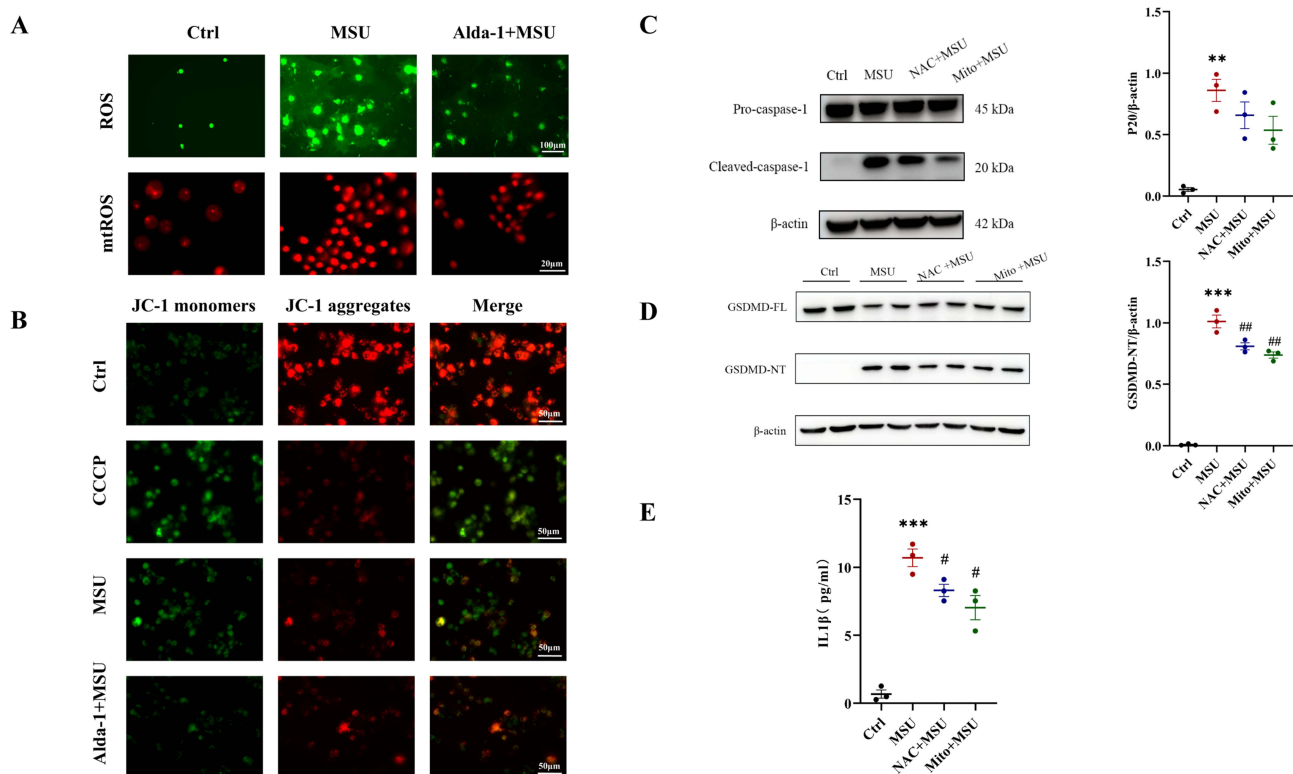 A
Ctrl
MSU
Alda-1+MSU
ROS
100μm
mtROS
20μm
B
JC-1 monomers
JC-1 aggregates
Merge
Ctrl
50μm
CCCP
50μm
MSU
50μm
Alda-1+MSU
50μm
C
Ctrl
MSU
NAC+MSU
Mito+MSU
Pro-caspase-1
45 kDa
Cleaved-caspase-1
20 kDa
β-actin
42 kDa
P20/β-actin
1.0
0.5
0.0
**
Ctrl
MSU
NAC+MSU
Mito+MSU
D
Ctrl
MSU
NAC +MSU
Mito +MSU
GSDMD-FL
GSDMD-NT
β-actin
GSDMD-NT/β-actin
1.5
1.0
0.5
0.0
***
##
##
Ctrl
MSU
NAC+MSU
Mito+MSU
E
IL1β( pg/ml)
15
10
5
0
***
#
#
Ctrl
MSU
NAC+MSU
Mito+MSU